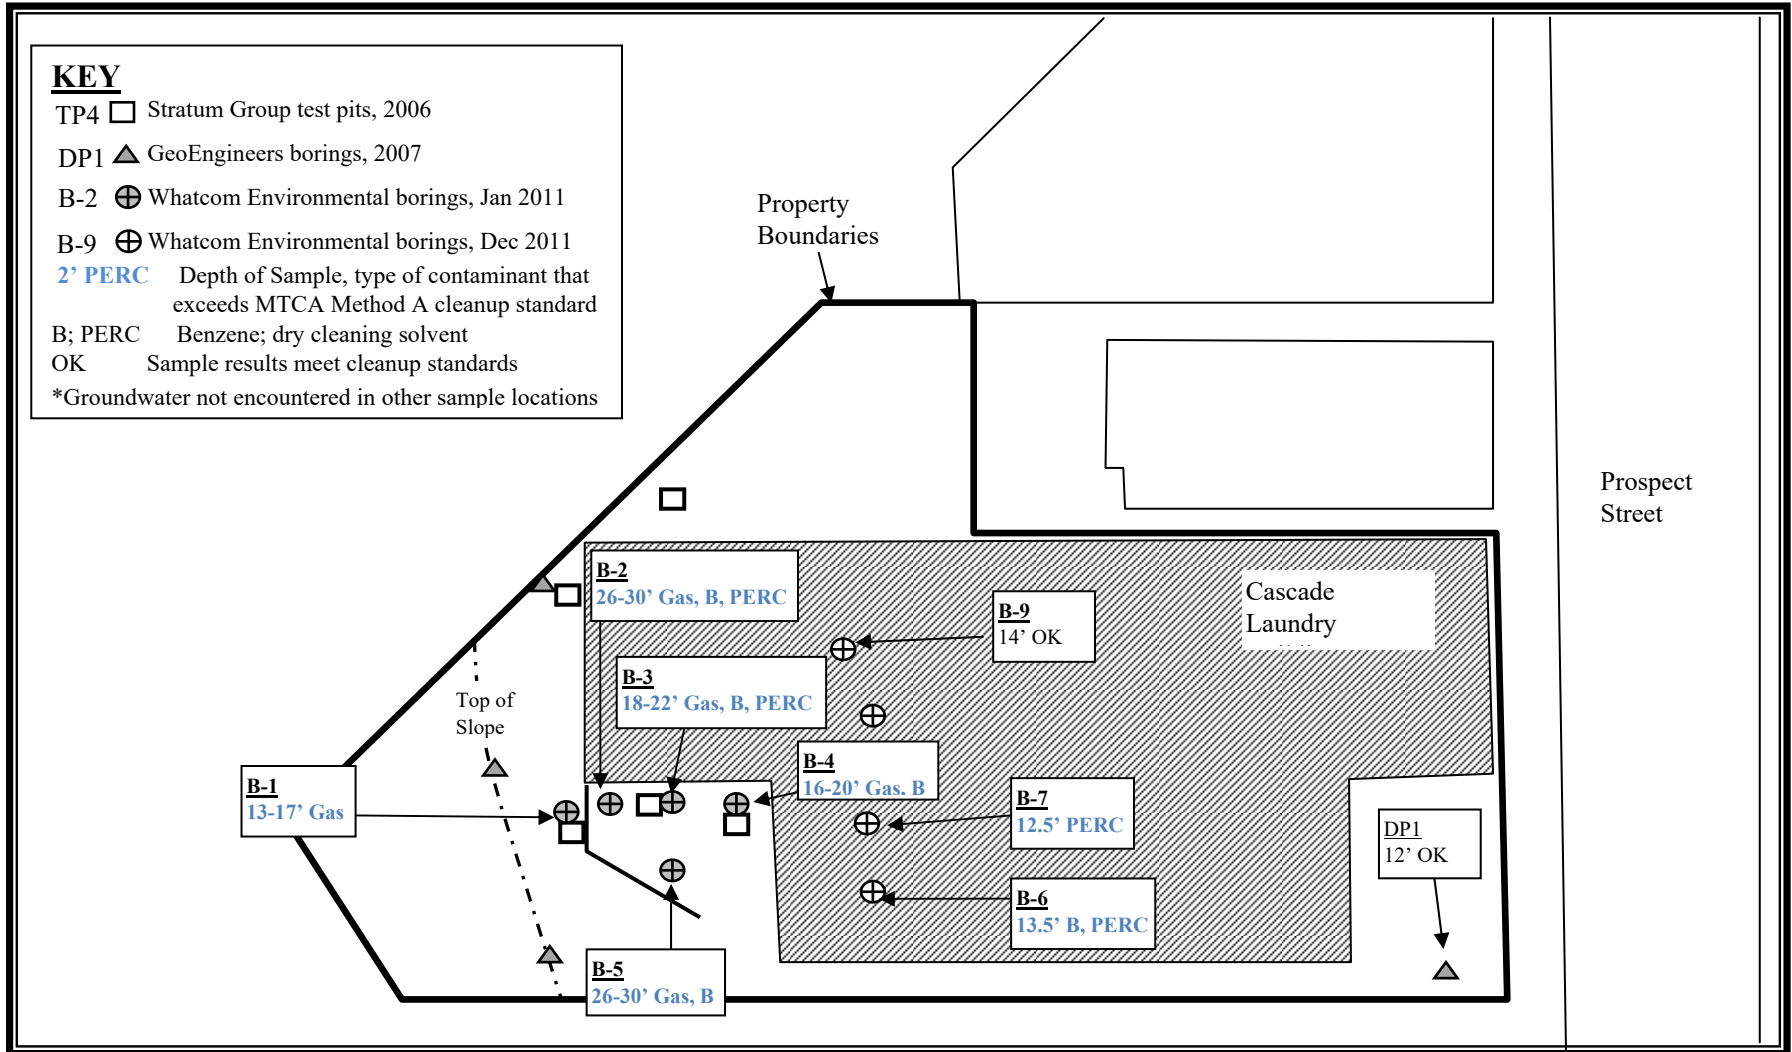 KEY
TP4 Stratum Group test pits, 2006
DP1 GeoEngineers borings, 2007
B-2 Whatcom Environmental borings, Jan 2011
B-9 Whatcom Environmental borings, Dec 2011
2’ PERC Depth of Sample, type of contaminant that
exceeds MTCA Method A cleanup standard
B; PERC Benzene; dry cleaning solvent
OK Sample results meet cleanup standards
*Groundwater not encountered in other sample locations
Property
Boundaries
Prospect
Street
B-2
26-30’ Gas, B, PERC
Cascade
Laundry
B-9
14’ OK
B-3
18-22’ Gas, B, PERC
Top of
Slope
B-4
16-20’ Gas, B
B-1
13-17’ Gas
B-7
12.5’ PERC
DP1
12’ OK
B-6
13.5’ B, PERC
B-5
26-30’ Gas, B